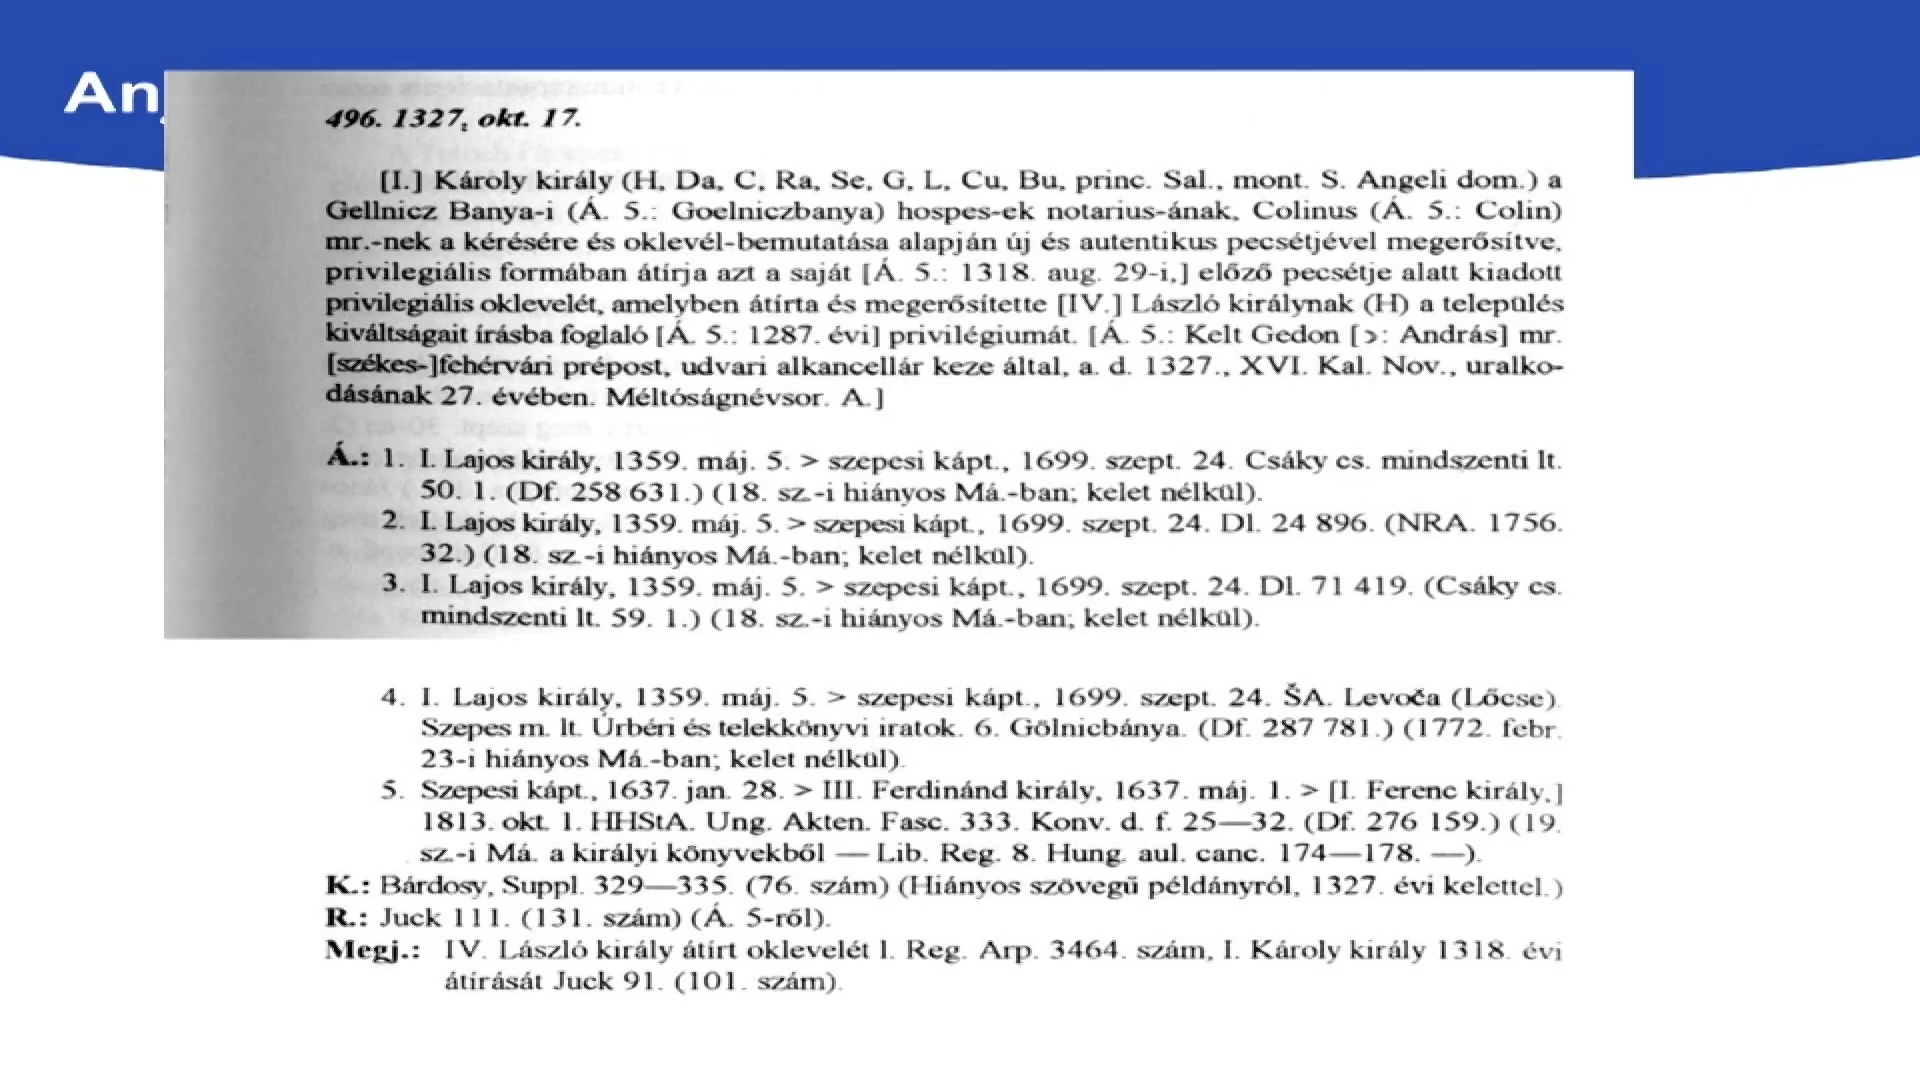 An
496. 1327, okt. 17.
[I.] Károly király (H, Da, C, Ra, Se, G, L, Cu, Bu, princ. Sal., mont. S. Angeli dom.) a
Gellnicz Banya-i (Á. 5.: Goelniczbanya) hospes-ek notarius-ának, Colinus (Á. 5.: Colin)
mr.-nek a kérésére és oklevél-bemutatása alapján új és autentikus pecsétjével megerősítve,
privilegiális formában átírja azt a saját [Á. 5.: 1318. aug. 29-i,] előző pecsétje alatt kiadott
privilegiális oklevelét, amelyben átírta és megerősítette [IV.] László királynak (H) a település
kiváltságait írásba foglaló [Á. 5.: 1287. évi] privilégiumát. [Á. 5.: Kelt Gedon [ɔ: András] mr.
[székes-]fehérvári prépost, udvari alkancellár keze által, a. d. 1327., XVI. Kal. Nov., uralko-
dásának 27. évében. Méltóságnévsor. A.]
Á.: 1. I. Lajos király, 1359. máj. 5. > szepesi kápt., 1699. szept. 24. Csáky cs. mindszenti lt.
50. 1. (Df. 258 631.) (18. sz.-i hiányos Má.-ban; kelet nélkül).
2. I. Lajos király, 1359. máj. 5. > szepesi kápt., 1699. szept. 24. Dl. 24 896. (NRA. 1756.
32.) (18. sz.-i hiányos Má.-ban; kelet nélkül).
3. I. Lajos király, 1359. máj. 5. > szepesi kápt., 1699. szept. 24. Dl. 71 419. (Csáky cs.
mindszenti lt. 59. 1.) (18. sz.-i hiányos Má.-ban; kelet nélkül).
4. I. Lajos király, 1359. máj. 5. > szepesi kápt., 1699. szept. 24. ŠA. Levoča (Lőcse).
Szepes m. lt. Úrbéri és telekkönyvi iratok. 6. Gölnicbánya. (Df. 287 781.) (1772. febr.
23-i hiányos Má.-ban; kelet nélkül).
5. Szepesi kápt., 1637. jan. 28. > III. Ferdinánd király, 1637. máj. 1. > [I. Ferenc király,]
1813. okt. 1. HHStA. Ung. Akten. Fasc. 333. Konv. d. f. 25—32. (Df. 276 159.) (19.
sz.-i Má. a királyi könyvekből — Lib. Reg. 8. Hung. aul. canc. 174—178. —).
K.: Bárdosy, Suppl. 329—335. (76. szám) (Hiányos szövegű példányról, 1327. évi kelettel.)
R.: Juck 111. (131. szám) (Á. 5-ről).
Megj.: IV. László király átírt oklevelét l. Reg. Arp. 3464. szám, I. Károly király 1318. évi
átírását Juck 91. (101. szám).